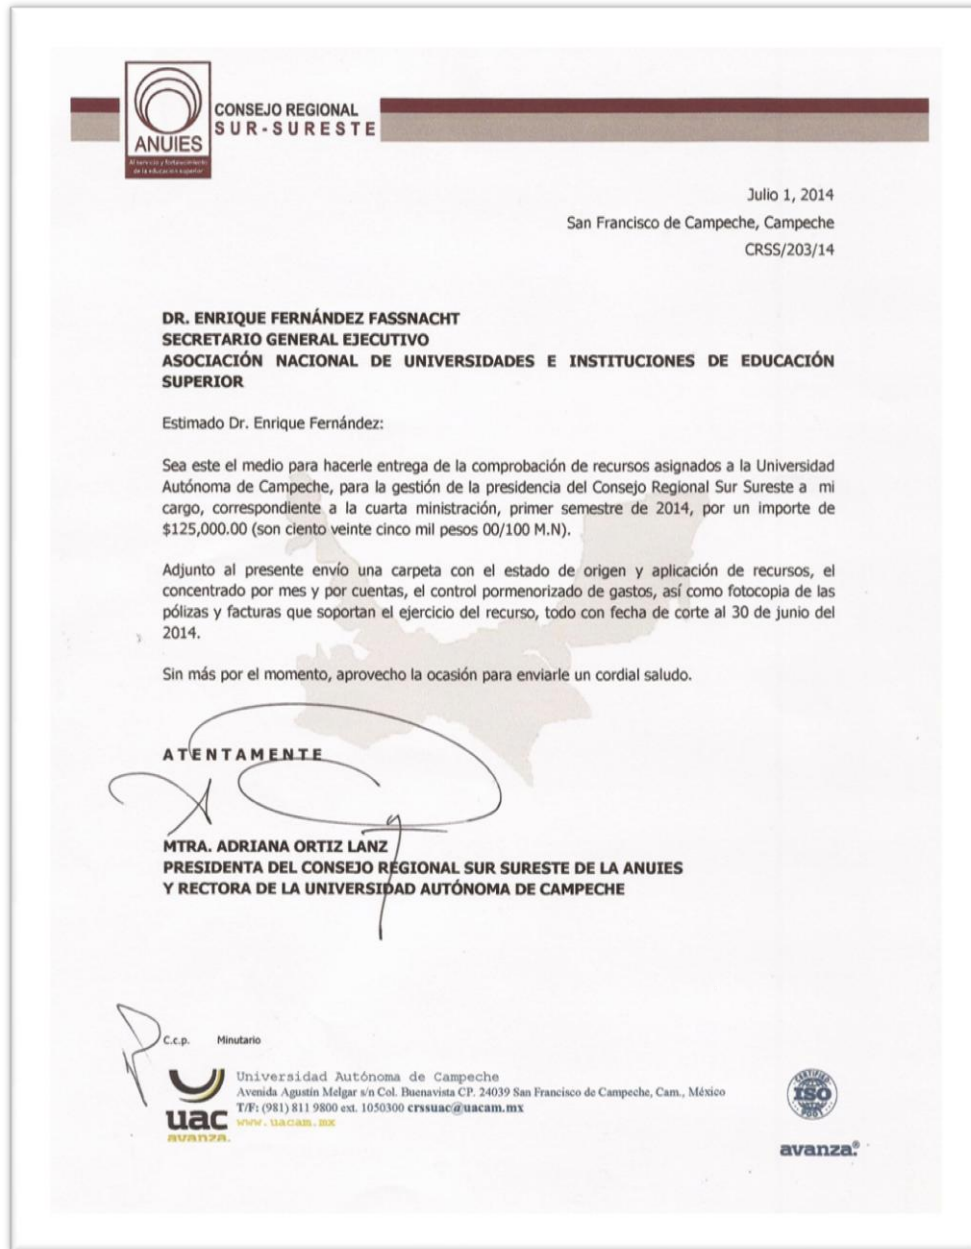 CONSEJO REGIONAL
SUR-SURESTE
ANUIES
Al servicio y fortalecimiento
de la educación superior
Julio 1, 2014
San Francisco de Campeche, Campeche
CRSS/203/14
DR. ENRIQUE FERNÁNDEZ FASSNACHT
SECRETARIO GENERAL EJECUTIVO
ASOCIACIÓN NACIONAL DE UNIVERSIDADES E INSTITUCIONES DE EDUCACIÓN
SUPERIOR
Estimado Dr. Enrique Fernández:
Sea este el medio para hacerle entrega de la comprobación de recursos asignados a la Universidad
Autónoma de Campeche, para la gestión de la presidencia del Consejo Regional Sur Sureste a mi
cargo, correspondiente a la cuarta ministración, primer semestre de 2014, por un importe de
$125,000.00 (son ciento veinte cinco mil pesos 00/100 M.N).
Adjunto al presente envío una carpeta con el estado de origen y aplicación de recursos, el
concentrado por mes y por cuentas, el control pormenorizado de gastos, así como fotocopia de las
pólizas y facturas que soportan el ejercicio del recurso, todo con fecha de corte al 30 de junio del
2014.
Sin más por el momento, aprovecho la ocasión para enviarle un cordial saludo.
ATENTAMENTE
MTRA. ADRIANA ORTIZ LANZ
PRESIDENTA DEL CONSEJO REGIONAL SUR SURESTE DE LA ANUIES
Y RECTORA DE LA UNIVERSIDAD AUTÓNOMA DE CAMPECHE
C.c.p. Minutario
Universidad Autónoma de Campeche
Avenida Agustín Melgar s/n Col. Buenavista CP. 24039 San Francisco de Campeche, Cam., México
T/F: (981) 811 9800 ext. 1050300 crssuac@uacam.mx
www.uacam.mx
uac
avanza.
CERTIFIED
ISO
9001
avanza®